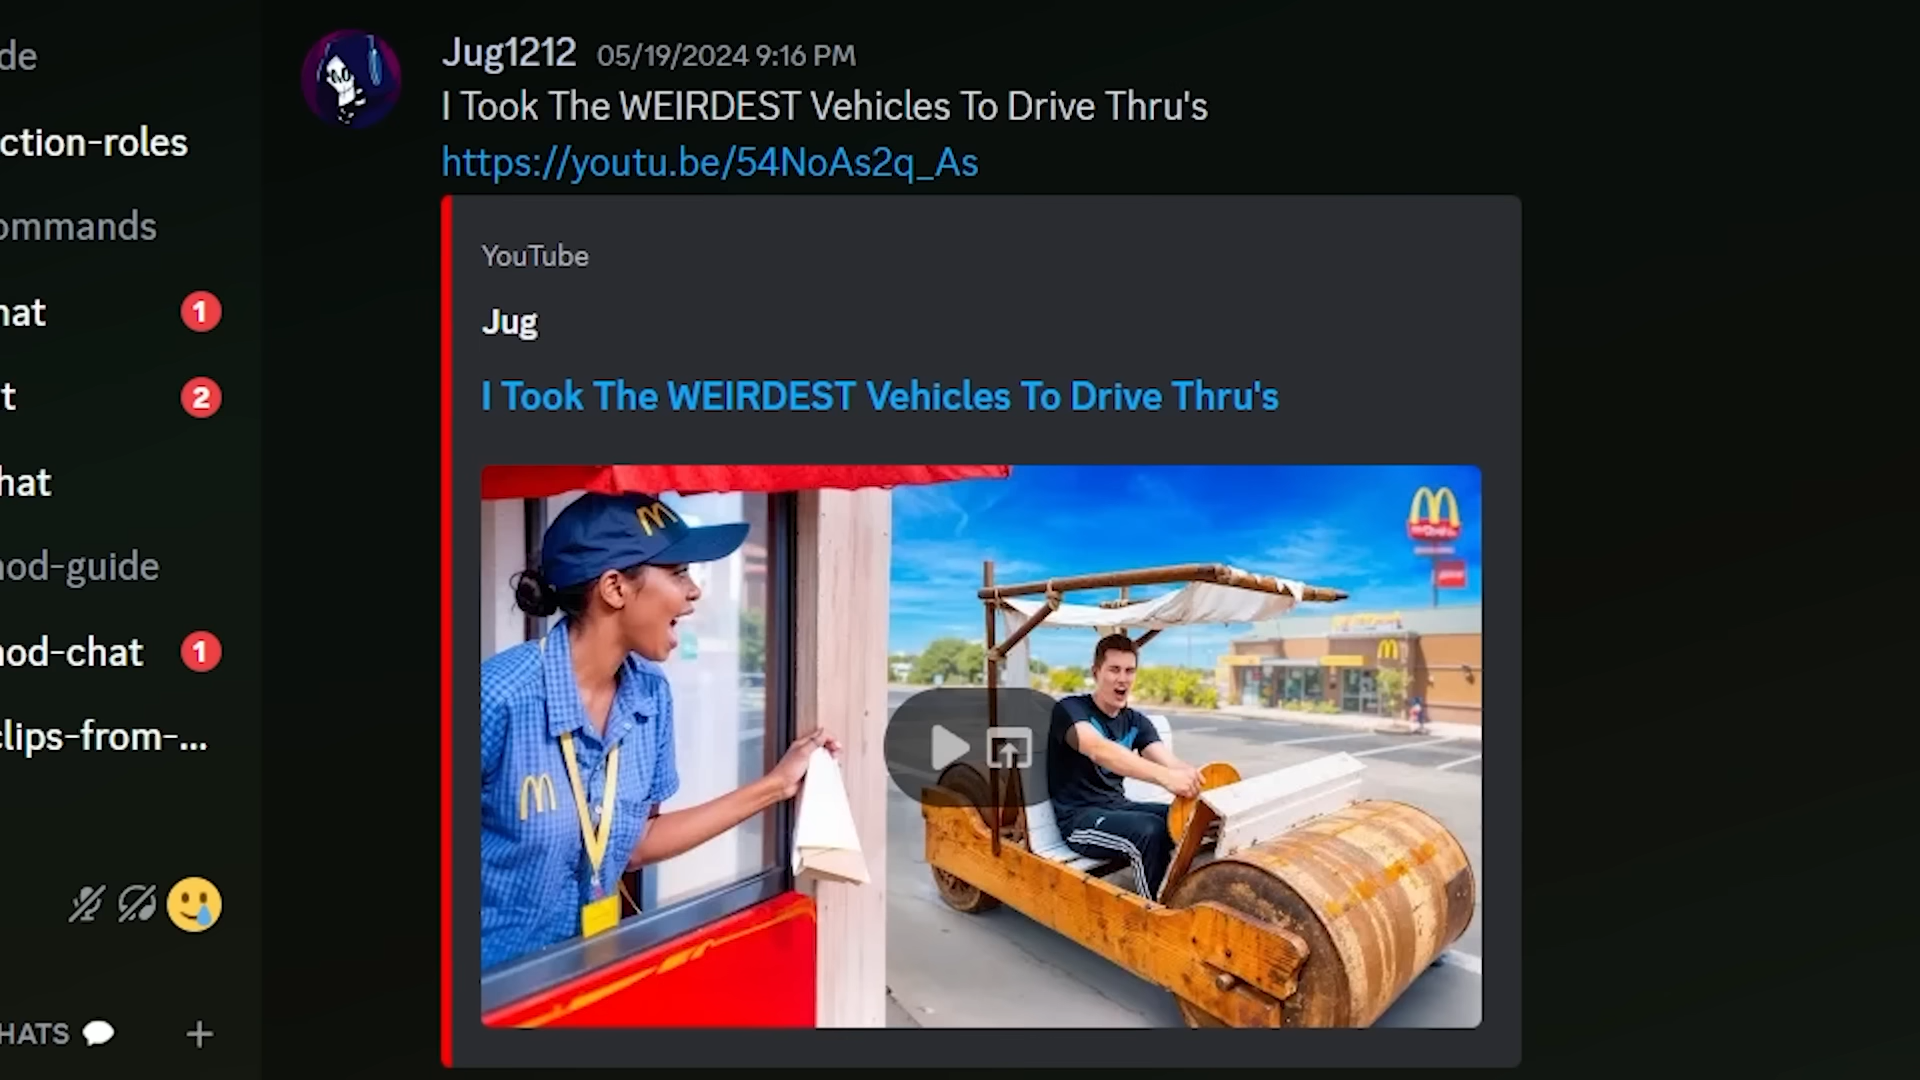 de
ction-roles
ommands
hat
1
t
2
hat
nod-guide
nod-chat
1
clips-from-...
HATS
Jug1212 05/19/2024 9:16 PM
I Took The WEIRDEST Vehicles To Drive Thru's
https://youtu.be/54NoAs2q_As
YouTube
Jug
I Took The WEIRDEST Vehicles To Drive Thru's